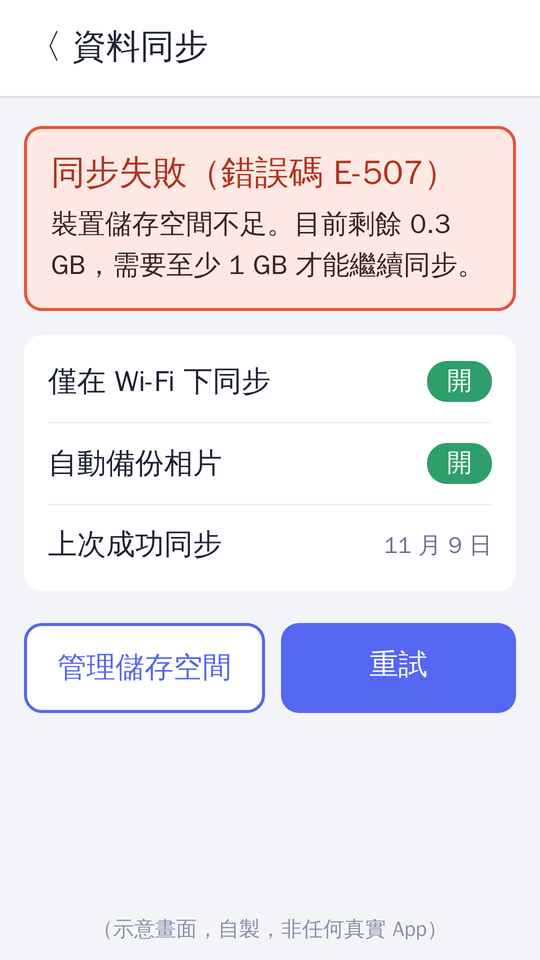 〈 資料同步
同步失敗（錯誤碼 E-507）
裝置儲存空間不足。目前剩餘 0.3
GB，需要至少 1 GB 才能繼續同步。
僅在 Wi-Fi 下同步 開
自動備份相片 開
上次成功同步 11 月 9 日
管理儲存空間 重試
（示意畫面，自製，非任何真實 App）